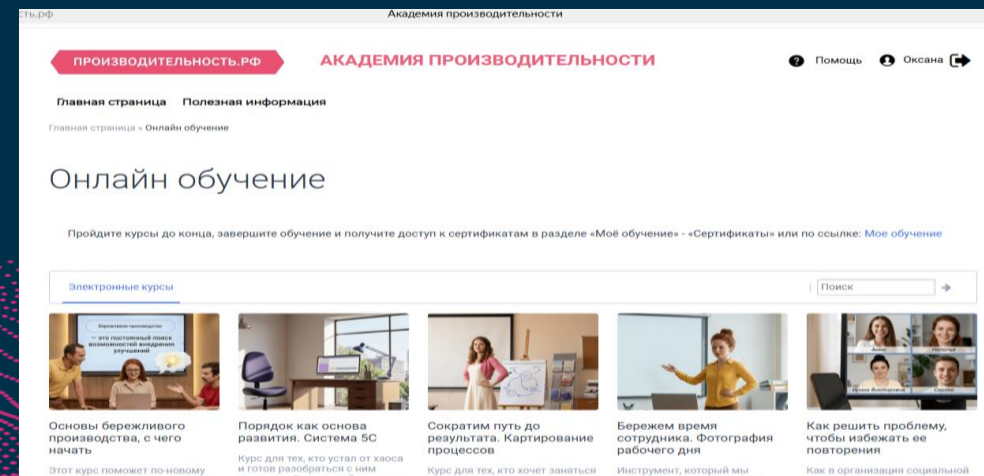 сть.рф
Академия производительности
ПРОИЗВОДИТЕЛЬНОСТЬ.РФ
АКАДЕМИЯ ПРОИЗВОДИТЕЛЬНОСТИ
Помощь
Оксана
Главная страница Полезная информация
Главная страница » Онлайн обучение
Онлайн обучение
Пройдите курсы до конца, завершите обучение и получите доступ к сертификатам в разделе «Моё обучение» - «Сертификаты» или по ссылке: Мое обучение
Электронные курсы
Поиск
Бережливое производство
— это постоянный поиск
возможностей внедрения
улучшений
Анна
Наталья
Сергей
Основы бережливого
производства, с чего
начать
Этот курс поможет по-новому
Порядок как основа
развития. Система 5С
Курс для тех, кто устал от хаоса
и готов разобраться с ним
Сократим путь до
результата. Картирование
процессов
Курс для тех, кто хочет заняться
Бережем время
сотрудника. Фотография
рабочего дня
Инструмент, который мы
Как решить проблему,
чтобы избежать ее
повторения
Как в организация социальной